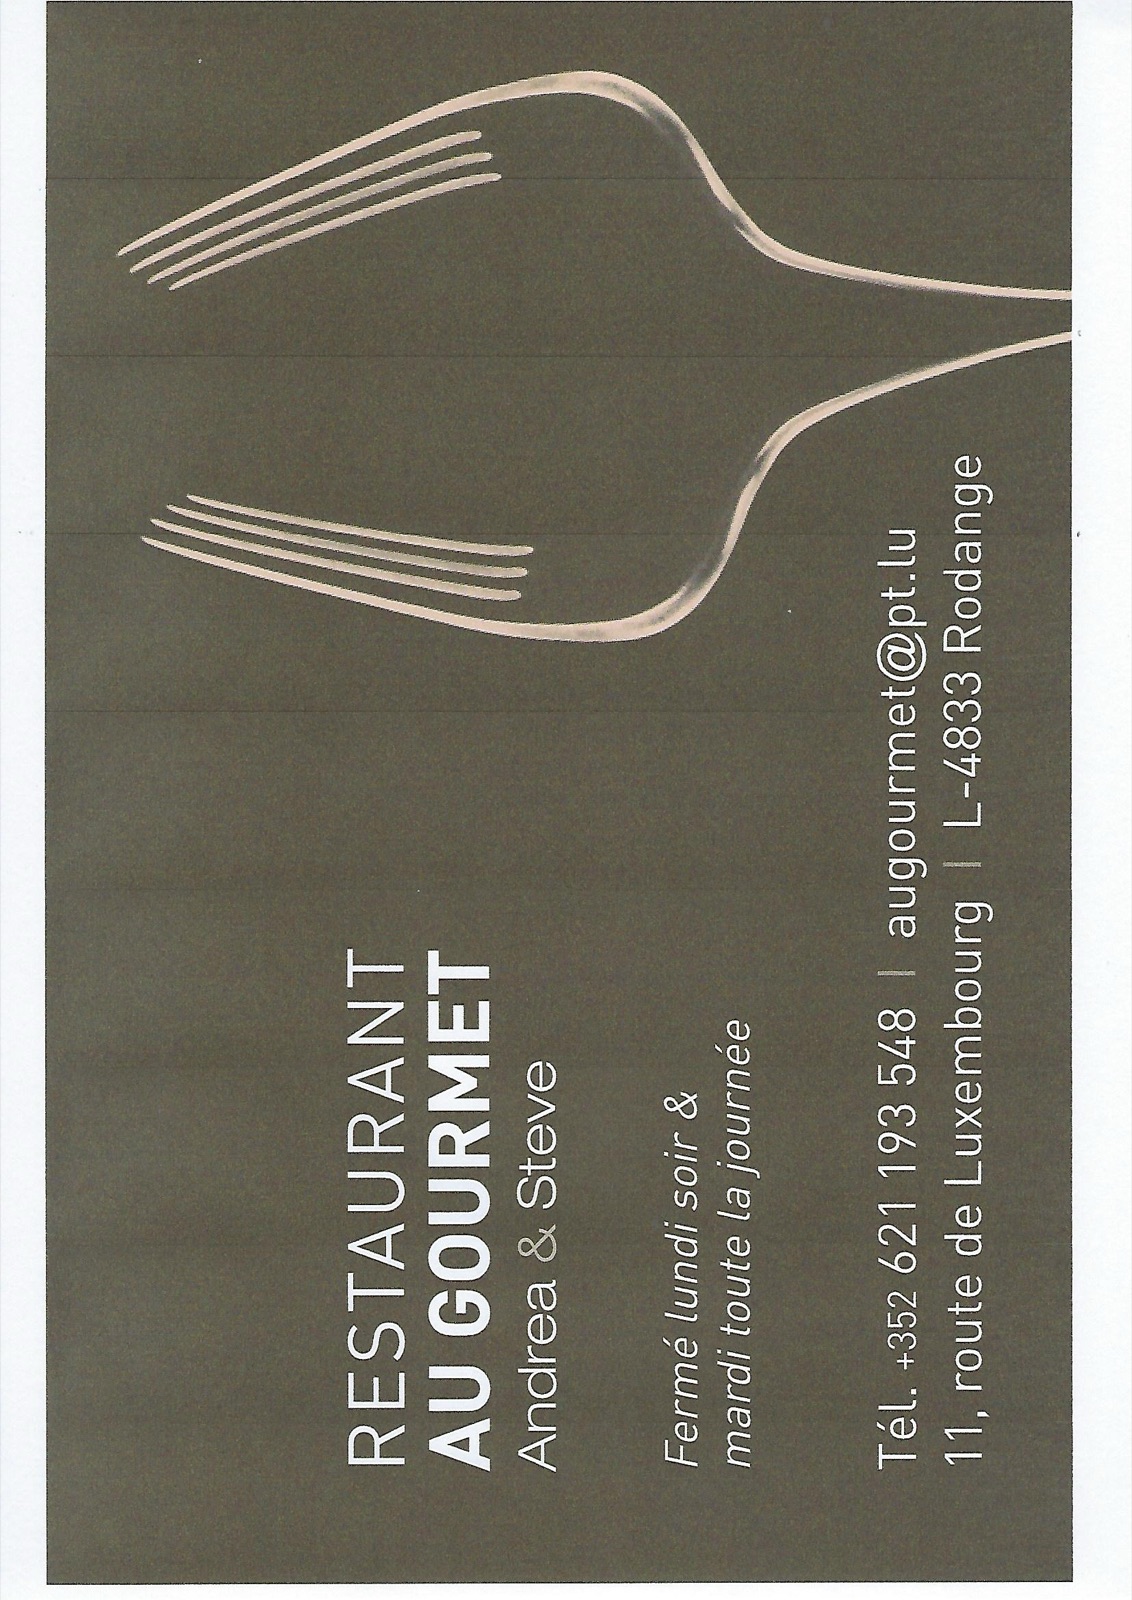 RESTAURANT
AU GOURMET
Andrea & Steve
Fermé lundi soir &
mardi toute la journée
Tél. +352 621 193 548 | augourmet@pt.lu
11, route de Luxembourg | L-4833 Rodange